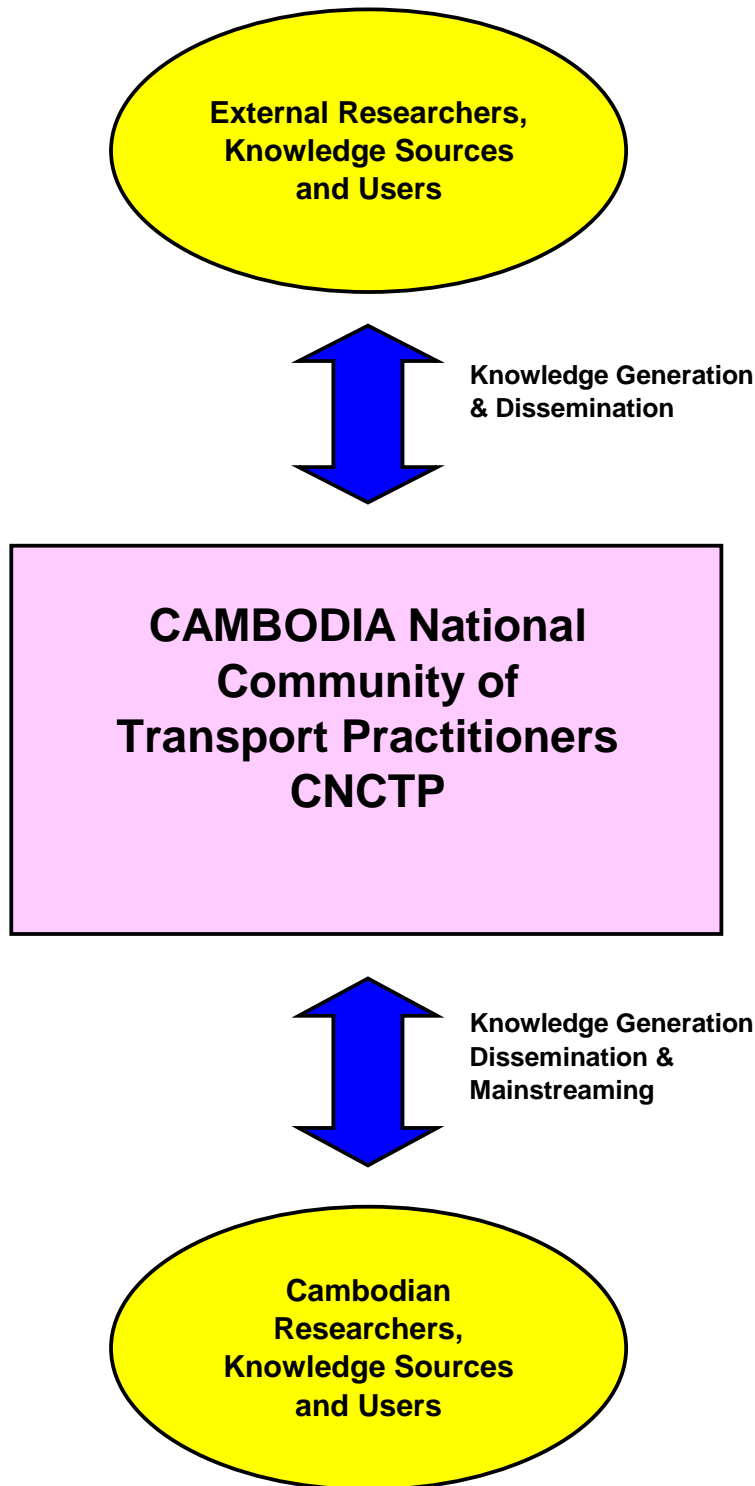 External Researchers,
Knowledge Sources
and Users
Knowledge Generation
& Dissemination
CAMBODIA National
Community of
Transport Practitioners
CNCTP
Knowledge Generation
Dissemination &
Mainstreaming
Cambodian
Researchers,
Knowledge Sources
and Users